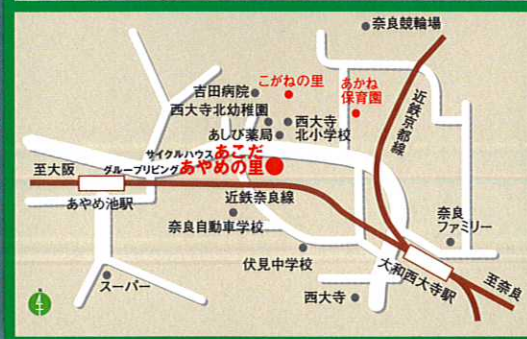 奈良競輪場
こがねの里
あかね
保育園
吉田病院
西大寺北幼稚園
西大寺
北小学校
あしび薬局
近鉄京都線
サイクルハウスあこだ
グループリビングあやめの里
至大阪
あやめ池駅
近鉄奈良線
奈良自動車学校
奈良
ファミリー
伏見中学校
大和西大寺駅
至奈良
スーパー
西大寺